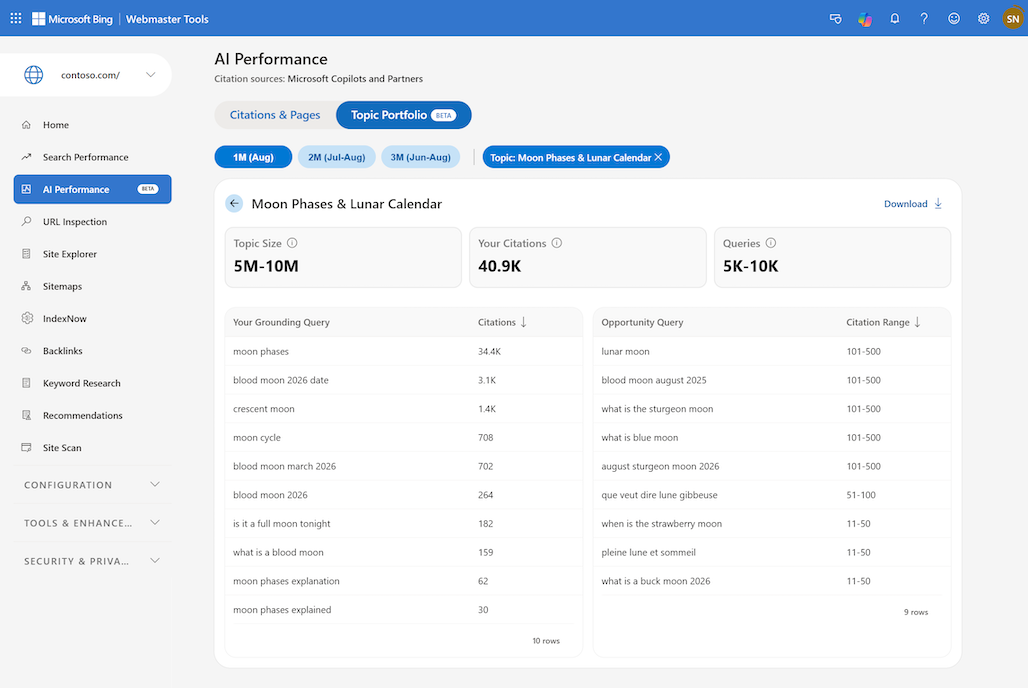 Microsoft Bing | Webmaster Tools
SN
contoso.com/
Home
Search Performance
AI Performance BETA
URL Inspection
Site Explorer
Sitemaps
IndexNow
Backlinks
Keyword Research
Recommendations
Site Scan
CONFIGURATION
TOOLS & ENHANCE...
SECURITY & PRIVA...
AI Performance
Citation sources: Microsoft Copilots and Partners
Citations & Pages
Topic Portfolio BETA
1M (Aug)
2M (Jul-Aug)
3M (Jun-Aug)
Topic: Moon Phases & Lunar Calendar
Moon Phases & Lunar Calendar
Download
Topic Size
5M-10M
Your Citations
40.9K
Queries
5K-10K
Your Grounding Query Citations
moon phases 34.4K
blood moon 2026 date 3.1K
crescent moon 1.4K
moon cycle 708
blood moon march 2026 702
blood moon 2026 264
is it a full moon tonight 182
what is a blood moon 159
moon phases explanation 62
moon phases explained 30
10 rows
Opportunity Query Citation Range
lunar moon 101-500
blood moon august 2025 101-500
what is the sturgeon moon 101-500
what is blue moon 101-500
august sturgeon moon 2026 101-500
que veut dire lune gibbeuse 51-100
when is the strawberry moon 11-50
pleine lune et sommeil 11-50
what is a buck moon 2026 11-50
9 rows